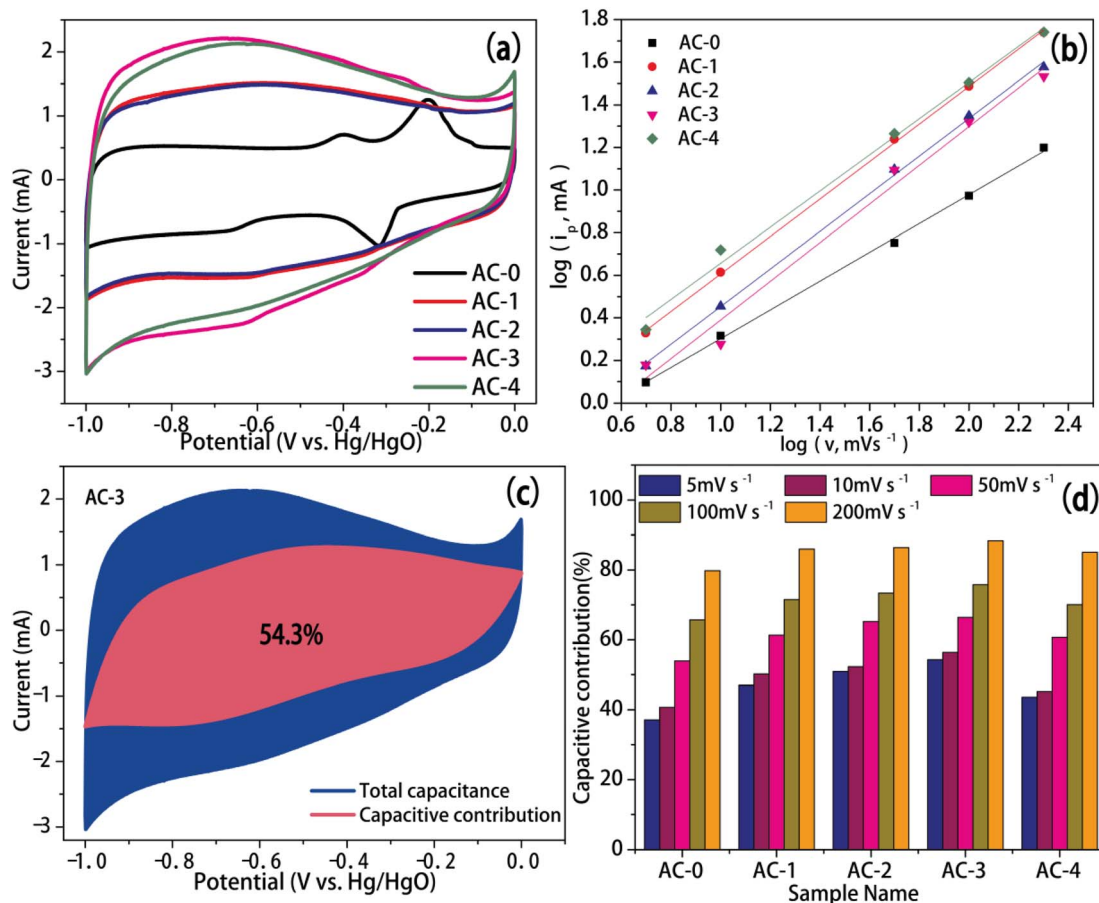 (a)
2
1
0
-1
-2
-3
Current (mA)
AC-0
AC-1
AC-2
AC-3
AC-4
-1.0 -0.8 -0.6 -0.4 -0.2 0.0
Potential (V vs. Hg/HgO)
(b)
1.8
1.6
1.4
1.2
1.0
0.8
0.6
0.4
0.2
0.0
log (ip, mA)
AC-0
AC-1
AC-2
AC-3
AC-4
0.6 0.8 1.0 1.2 1.4 1.6 1.8 2.0 2.2 2.4
log (v, mVs⁻¹)
AC-3
(c)
2
1
0
-1
-2
-3
Current (mA)
54.3%
Total capacitance
Capacitive contribution
-1.0 -0.8 -0.6 -0.4 -0.2 0.0
Potential (V vs. Hg/HgO)
5mV s⁻¹ 10mV s⁻¹ 50mV s⁻¹
100mV s⁻¹ 200mV s⁻¹
(d)
100
80
60
40
20
0
Capacitive contribution(%)
AC-0 AC-1 AC-2 AC-3 AC-4
Sample Name